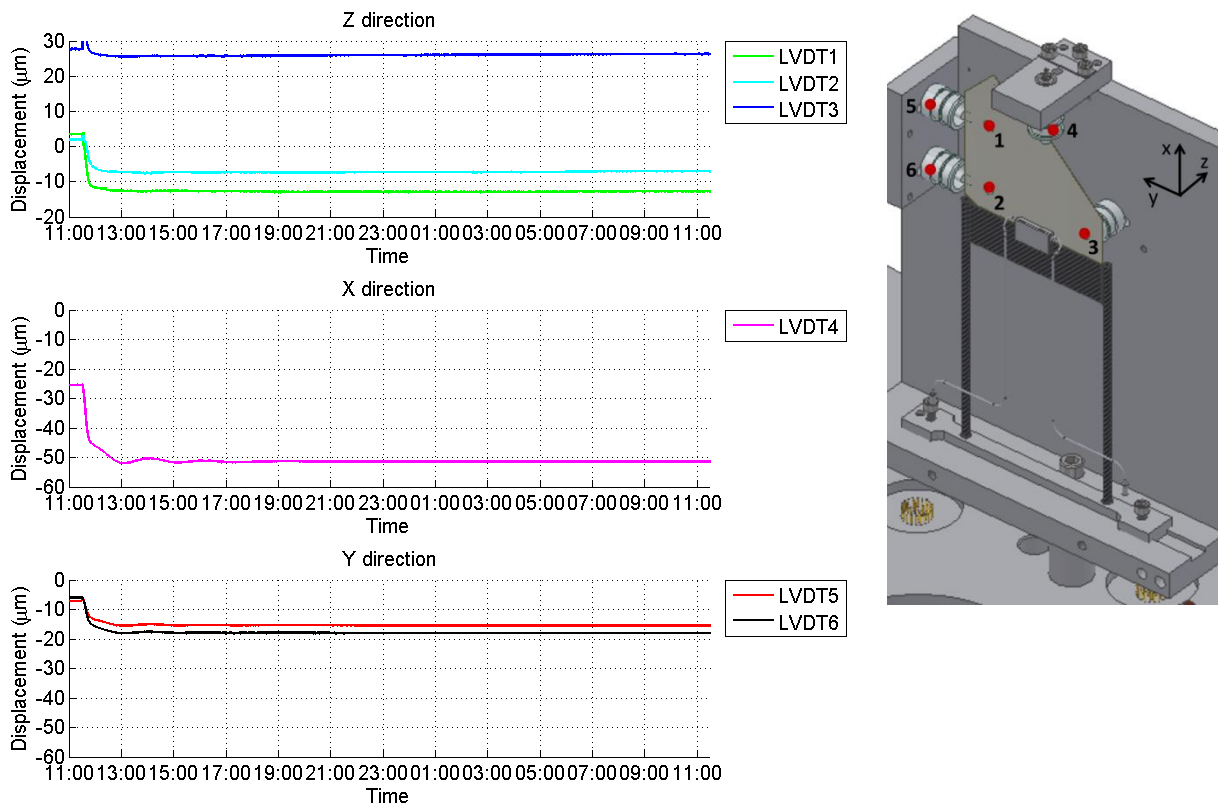 Z direction
Displacement (μm)
30
20
10
0
-10
-20
11:00 13:00 15:00 17:00 19:00 21:00 23:00 01:00 03:00 05:00 07:00 09:00 11:00
Time
LVDT1
LVDT2
LVDT3
X direction
Displacement (μm)
0
-10
-20
-30
-40
-50
-60
11:00 13:00 15:00 17:00 19:00 21:00 23:00 01:00 03:00 05:00 07:00 09:00 11:00
Time
LVDT4
Y direction
Displacement (μm)
0
-10
-20
-30
-40
-50
-60
11:00 13:00 15:00 17:00 19:00 21:00 23:00 01:00 03:00 05:00 07:00 09:00 11:00
Time
LVDT5
LVDT6
5
1
4
6
2
3
x
z
y